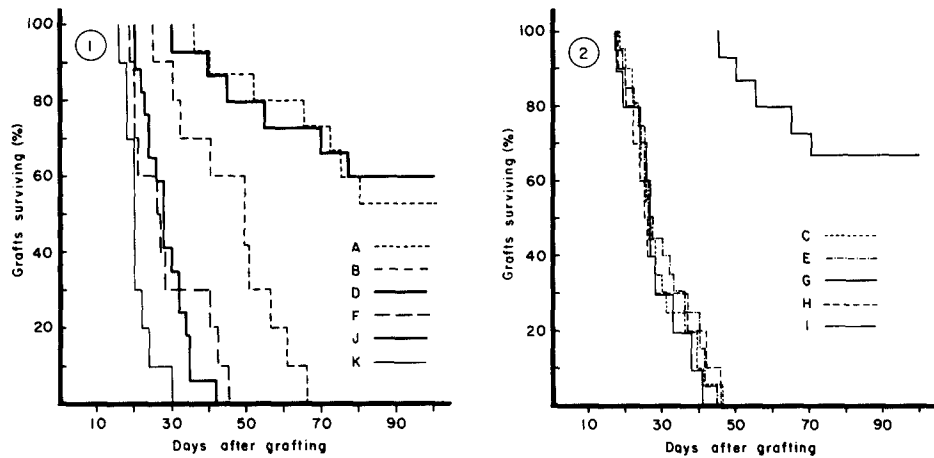 1
Grafts surviving (%)
100
80
60
40
20
10 30 50 70 90
Days after grafting
A
B
D
F
J
K
2
Grafts surviving (%)
100
80
60
40
20
10 30 50 70 90
Days after grafting
C
E
G
H
I